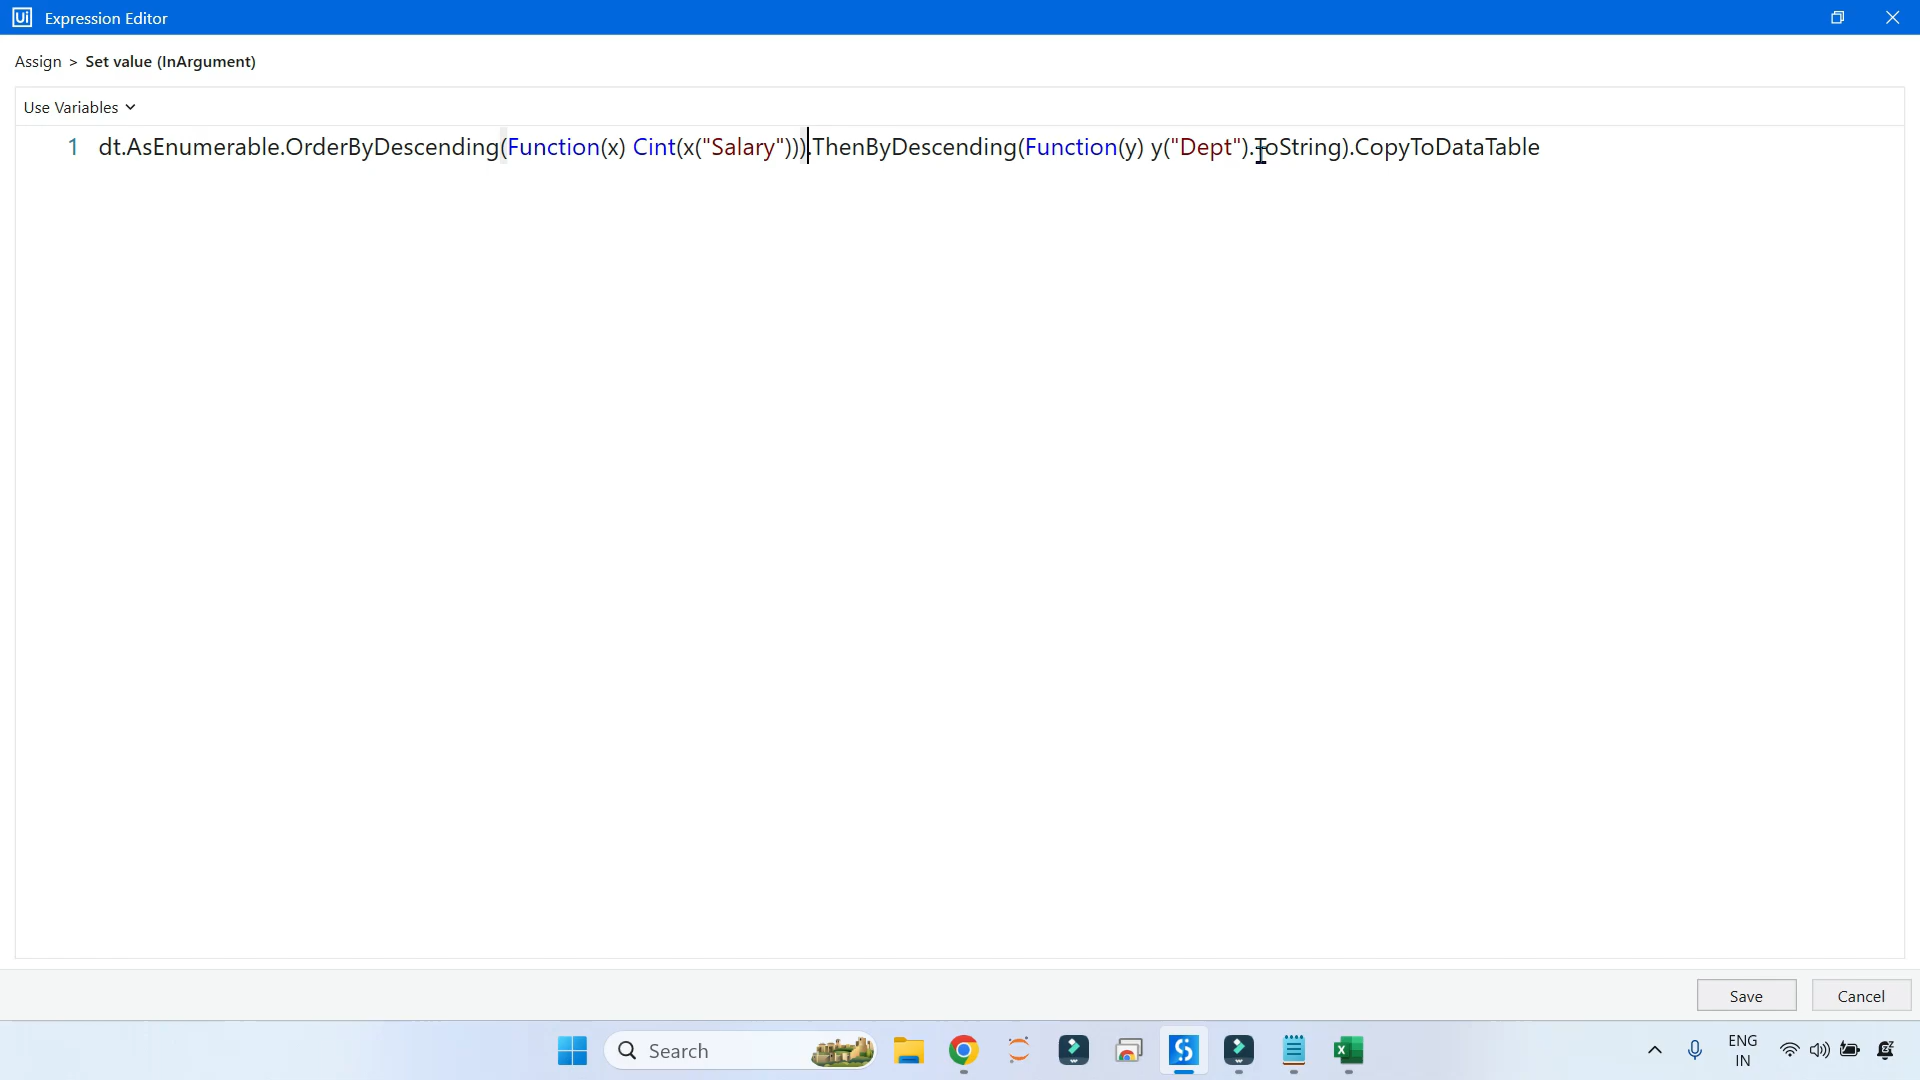 Ui Expression Editor
Assign > Set value (InArgument)
Use Variables
1 dt.AsEnumerable.OrderByDescending(Function(x) Cint(x("Salary"))).ThenByDescending(Function(y) y("Dept").ToString).CopyToDataTable
Save Cancel
Search
ENG
IN